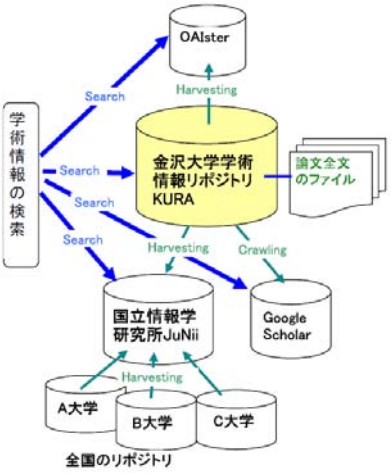 OAIster
Search
Harvesting
学術情報の検索
Search
金沢大学学術
情報リポジトリ
KURA
論文全文
のファイル
Search
Search
Harvesting
Crawling
国立情報学
研究所JuNii
Google
Scholar
Harvesting
A大学
B大学
C大学
全国のリポジトリ